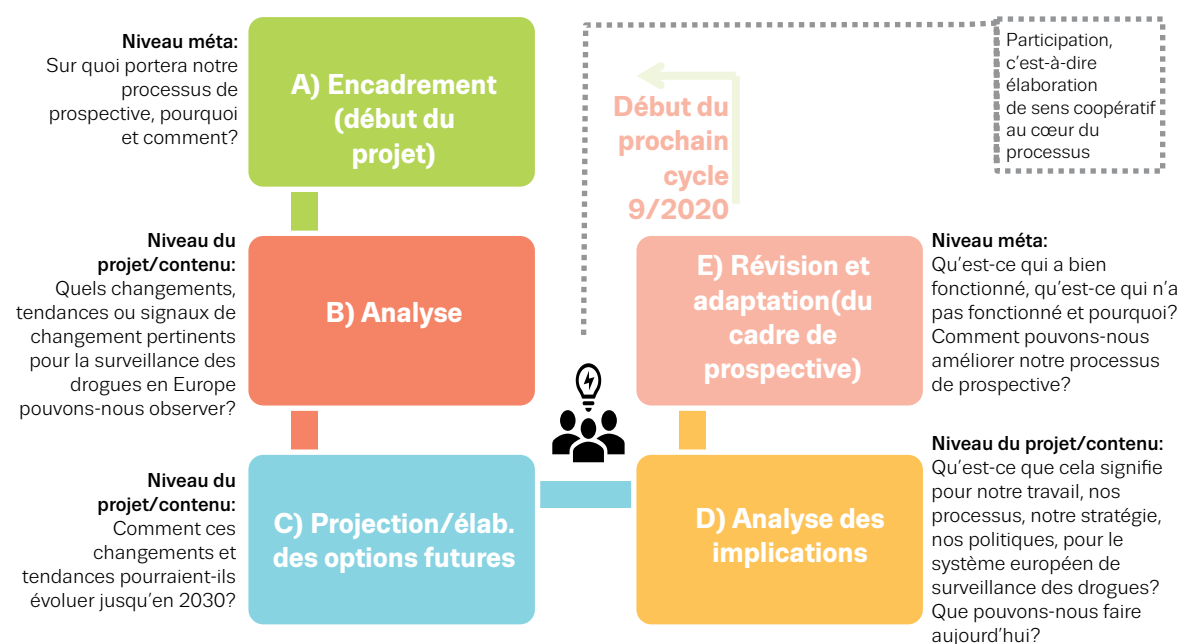 Niveau méta:
Sur quoi portera notre
processus de
prospective, pourquoi
et comment?
A) Encadrement
(début du
projet)
Début du
prochain
cycle
9/2020
Participation,
c'est-à-dire
élaboration
de sens coopératif
au cœur du
processus
Niveau du
projet/contenu:
Quels changements,
tendances ou signaux de
changement pertinents
pour la surveillance des
drogues en Europe
pouvons-nous observer?
B) Analyse
E) Révision et
adaptation(du
cadre de
prospective)
Niveau méta:
Qu'est-ce qui a bien
fonctionné, qu'est-ce qui n'a
pas fonctionné et pourquoi?
Comment pouvons-nous
améliorer notre processus
de prospective?
Niveau du
projet/contenu:
Comment ces
changements et
tendances pourraient-ils
évoluer jusqu'en 2030?
C) Projection/élab.
des options futures
D) Analyse des
implications
Niveau du projet/contenu:
Qu'est-ce que cela signifie
pour notre travail, nos
processus, notre stratégie,
nos politiques, pour le
système européen de
surveillance des drogues?
Que pouvons-nous faire
aujourd'hui?